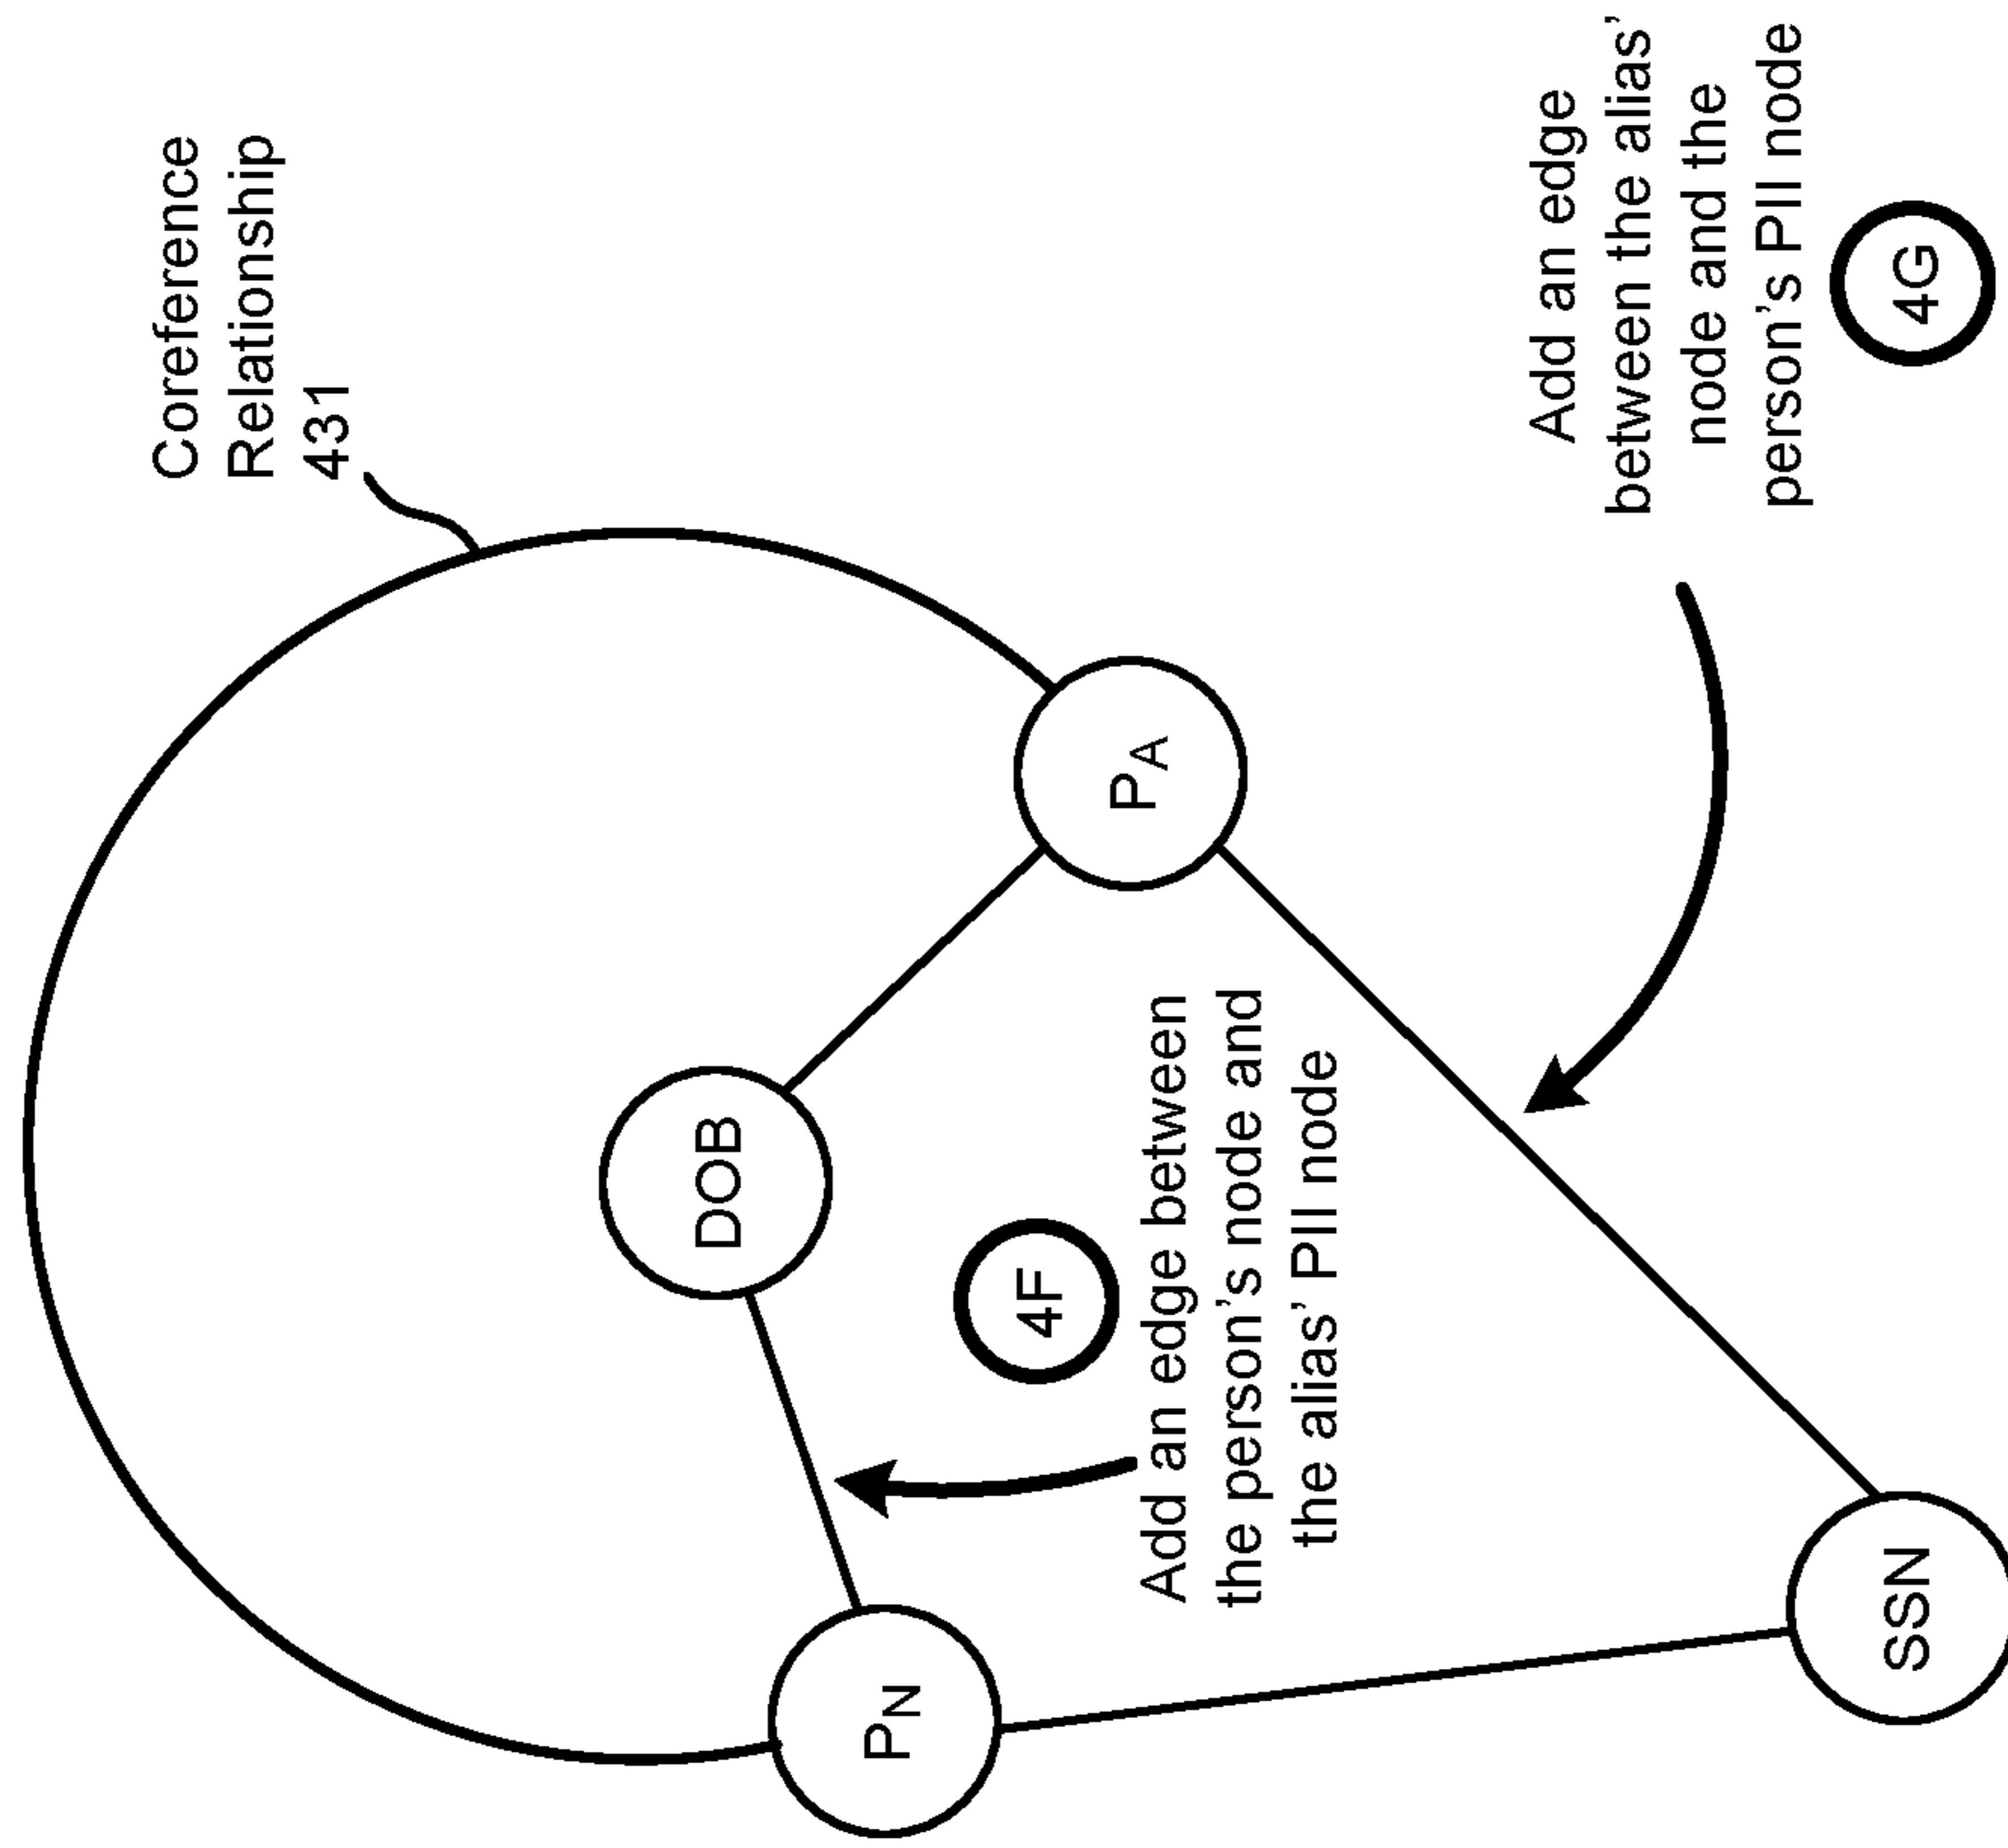 Coreference
Relationship
431
PN
DOB
PA
4F
Add an edge between
the person's node and
the alias' PII node
SSN
Add an edge
between the alias'
node and the
person's PII node
4G